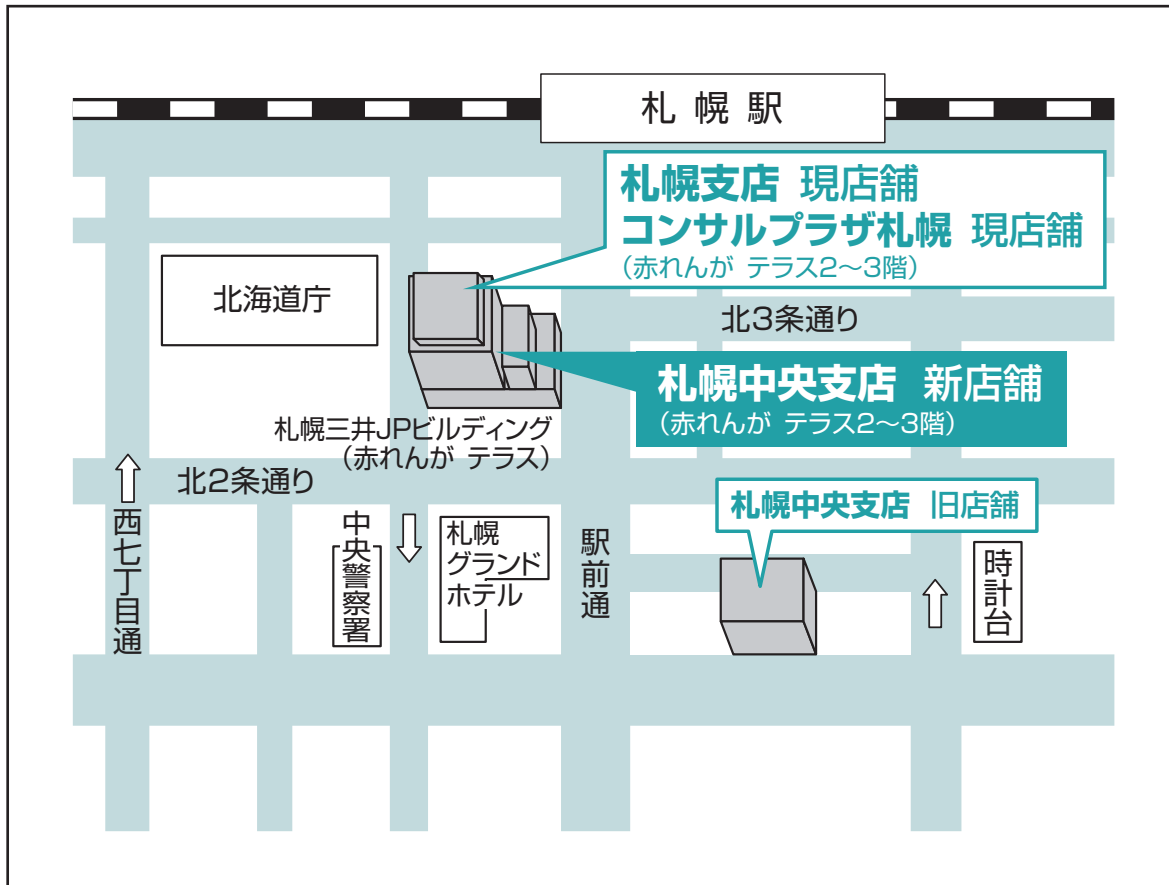 札幌駅
札幌支店 現店舗
コンサルプラザ札幌 現店舗
（赤れんが テラス2～3階）
北海道庁
北3条通り
札幌中央支店 新店舗
（赤れんが テラス2～3階）
札幌三井JPビルディング
（赤れんが テラス）
北2条通り
札幌中央支店 旧店舗
西七丁目通
中央警察署
札幌
グランド
ホテル
駅前通
時計台